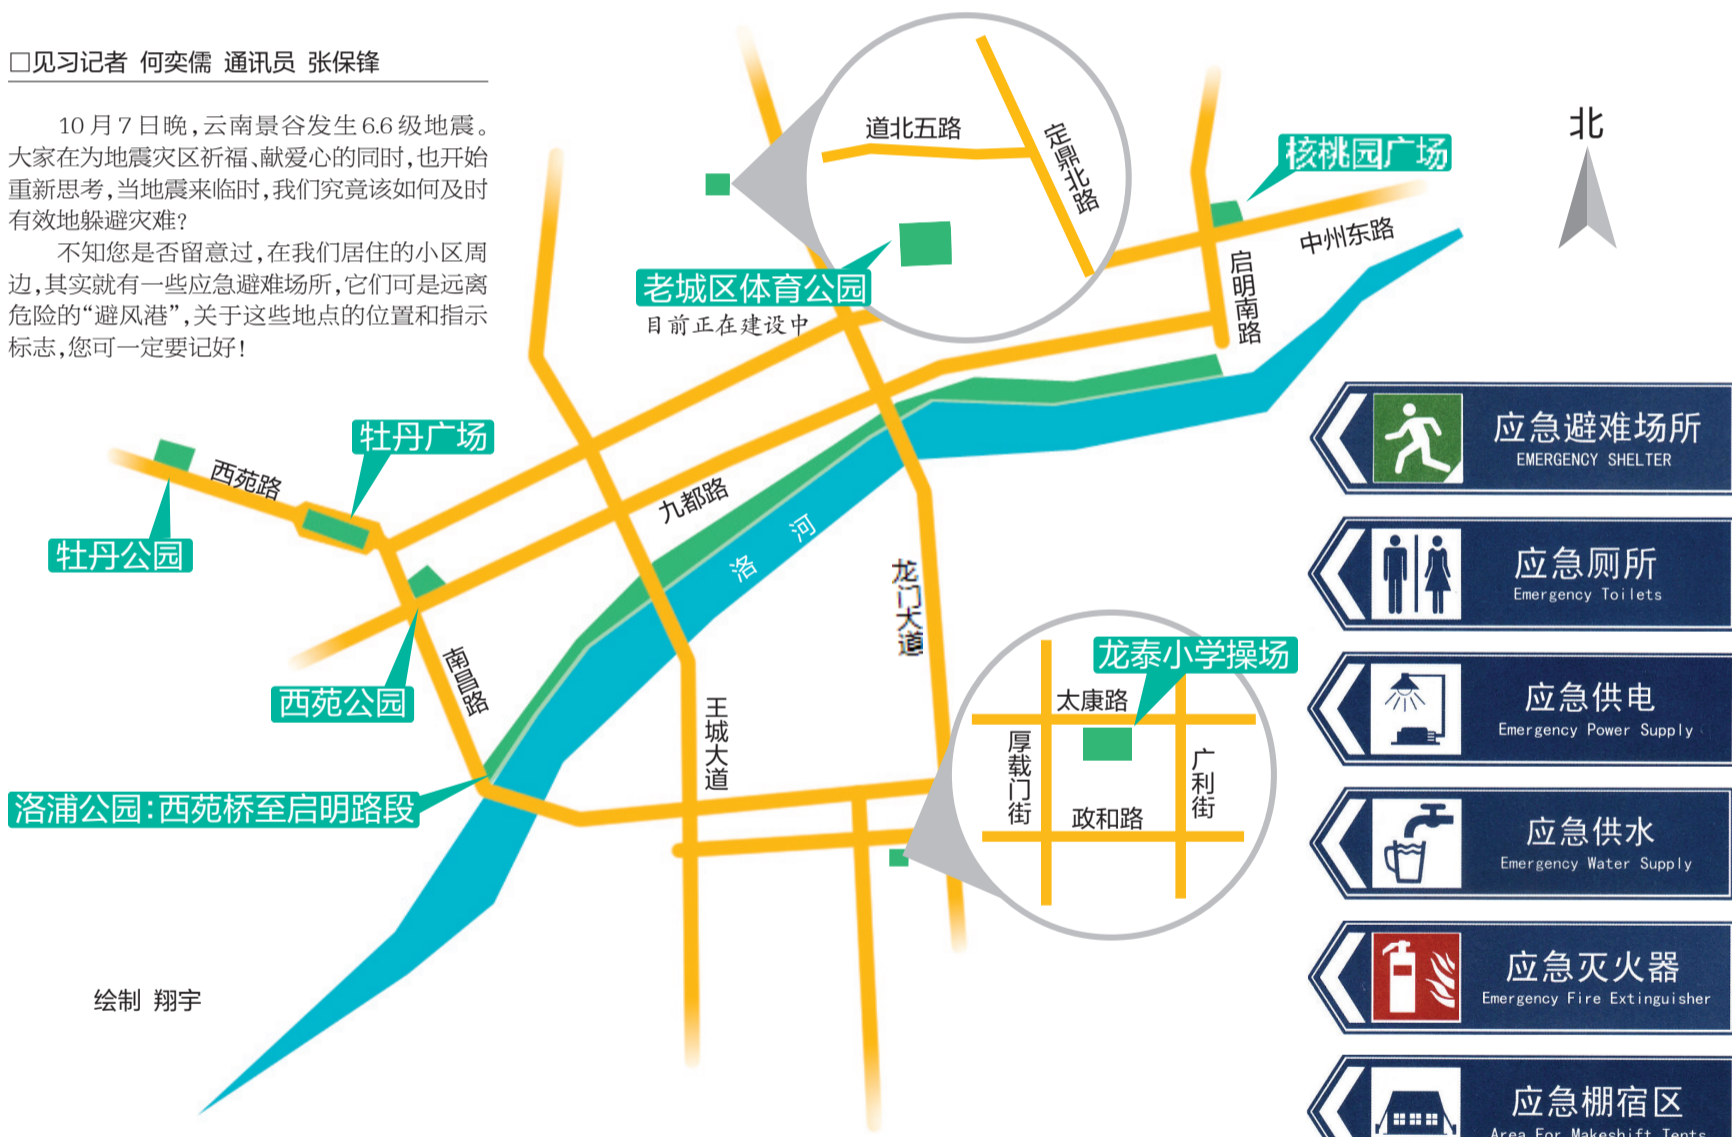 □见习记者 何奕儒 通讯员 张保锋
10月7日晚,云南景谷发生6.6级地震。
大家在为地震灾区祈福、献爱心的同时,也开始
重新思考,当地震来临时,我们究竟该如何及时
有效地躲避灾难?
不知您是否留意过,在我们居住的小区周
边,其实就有一些应急避难场所,它们可是远离
危险的“避风港”,关于这些地点的位置和指示
标志,您可一定要记好!
道北五路
定鼎北路
老城区体育公园
目前正在建设中
核桃园广场
中州东路
启明南路
北
牡丹广场
西苑路
牡丹公园
九都路
洛河
西苑公园
南昌路
龙门大道
王城大道
洛浦公园:西苑桥至启明路段
龙泰小学操场
太康路
厚载门街
广利街
政和路
绘制 翔宇
应急避难场所
EMERGENCY SHELTER
应急厕所
Emergency Toilets
应急供电
Emergency Power Supply
应急供水
Emergency Water Supply
应急灭火器
Emergency Fire Extinguisher
应急棚宿区
Area For Makeshift Tents